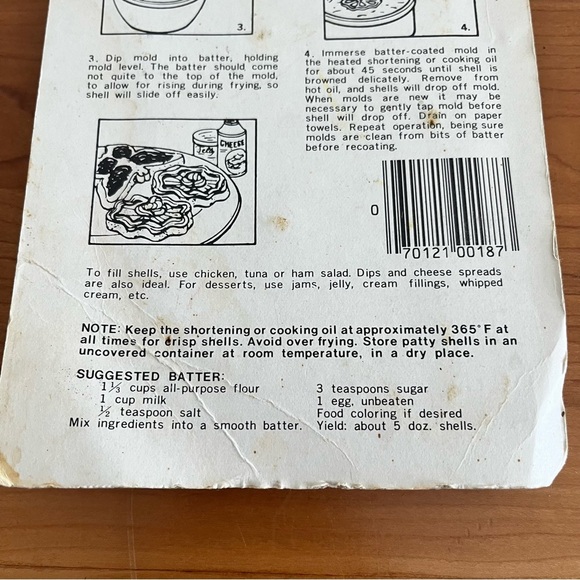 3.
4.
3. Dip mold into batter, holding
mold level. The batter should come
not quite to the top of the mold,
to allow for rising during frying, so
shell will slide off easily.
4. Immerse batter-coated mold in
the heated shortening or cooking oil
for about 45 seconds until shell is
browned delicately. Remove from
hot oil, and shells will drop off mold.
When molds are new it may be
necessary to gently tap mold before
shell will drop off. Drain on paper
towels. Repeat operation, being sure
molds are clean from bits of batter
before recoating.
Jelly
CHEESE
0 70121 00187
To fill shells, use chicken, tuna or ham salad. Dips and cheese spreads
are also ideal. For desserts, use jams, jelly, cream fillings, whipped
cream, etc.
NOTE: Keep the shortening or cooking oil at approximately 365°F at
all times for crisp shells. Avoid over frying. Store patty shells in an
uncovered container at room temperature, in a dry place.
SUGGESTED BATTER:
1⅓ cups all-purpose flour
1 cup milk
½ teaspoon salt
3 teaspoons sugar
1 egg, unbeaten
Food coloring if desired
Mix ingredients into a smooth batter. Yield: about 5 doz. shells.